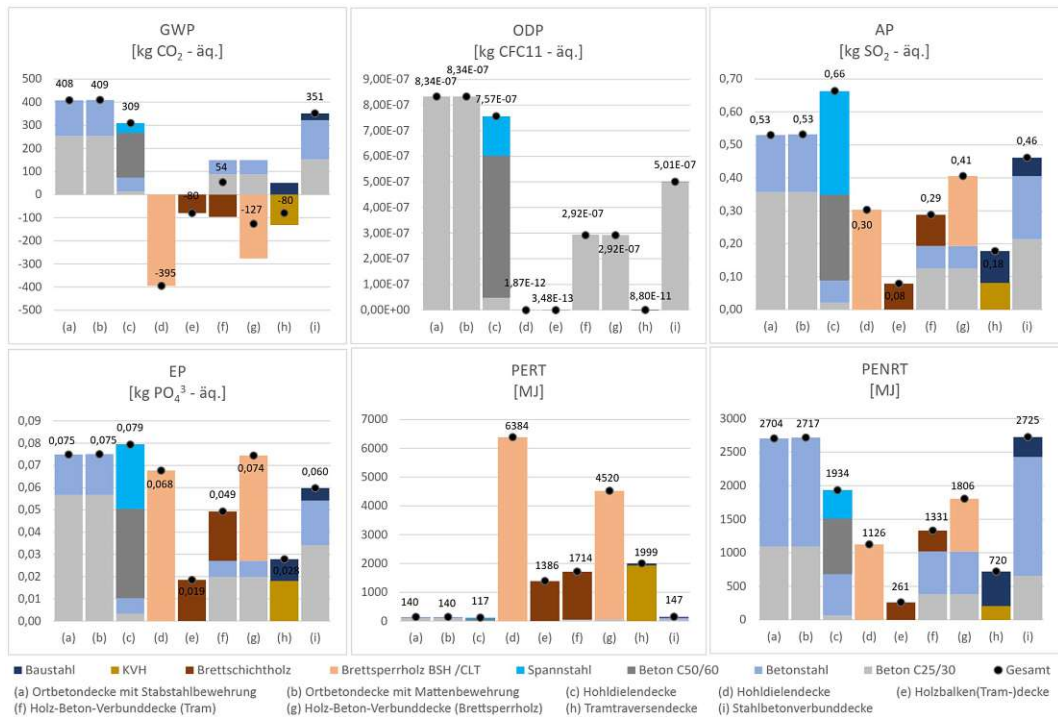 GWP
[kg CO₂ - äq.]
500
400
300
200
100
0
-100
-200
-300
-400
-500
408
409
309
-395
-80
54
-127
-80
351
(a) (b) (c) (d) (e) (f) (g) (h) (i)
ODP
[kg CFC11 - äq.]
9,00E-07
8,00E-07
7,00E-07
6,00E-07
5,00E-07
4,00E-07
3,00E-07
2,00E-07
1,00E-07
0,00E+00
8,34E-07
8,34E-07
7,57E-07
1,87E-12
3,48E-13
2,92E-07
2,92E-07
8,80E-11
5,01E-07
(a) (b) (c) (d) (e) (f) (g) (h) (i)
AP
[kg SO₂ - äq.]
0,70
0,60
0,50
0,40
0,30
0,20
0,10
0,00
0,53
0,53
0,66
0,30
0,08
0,29
0,41
0,18
0,46
(a) (b) (c) (d) (e) (f) (g) (h) (i)
EP
[kg PO₄³ - äq.]
0,09
0,08
0,07
0,06
0,05
0,04
0,03
0,02
0,01
0,00
0,075
0,075
0,079
0,068
0,019
0,049
0,074
0,028
0,060
(a) (b) (c) (d) (e) (f) (g) (h) (i)
PERT
[MJ]
7000
6000
5000
4000
3000
2000
1000
0
140
140
117
6384
1386
1714
4520
1999
147
(a) (b) (c) (d) (e) (f) (g) (h) (i)
PENRT
[MJ]
3000
2500
2000
1500
1000
500
0
2704
2717
1934
1126
261
1331
1806
720
2725
(a) (b) (c) (d) (e) (f) (g) (h) (i)
Baustahl KVH Brettschichtholz Brettsperrholz BSH /CLT Spannstahl Beton C50/60 Betonstahl Beton C25/30 Gesamt
(a) Ortbetondecke mit Stabstahlbewehrung (b) Ortbetondecke mit Mattenbewehrung (c) Hohldielendecke (d) Hohldielendecke (e) Holzbalken(Tram-)decke
(f) Holz-Beton-Verbunddecke (Tram) (g) Holz-Beton-Verbunddecke (Brettsperrholz) (h) Tramtraversendecke (i) Stahlbetonverbunddecke